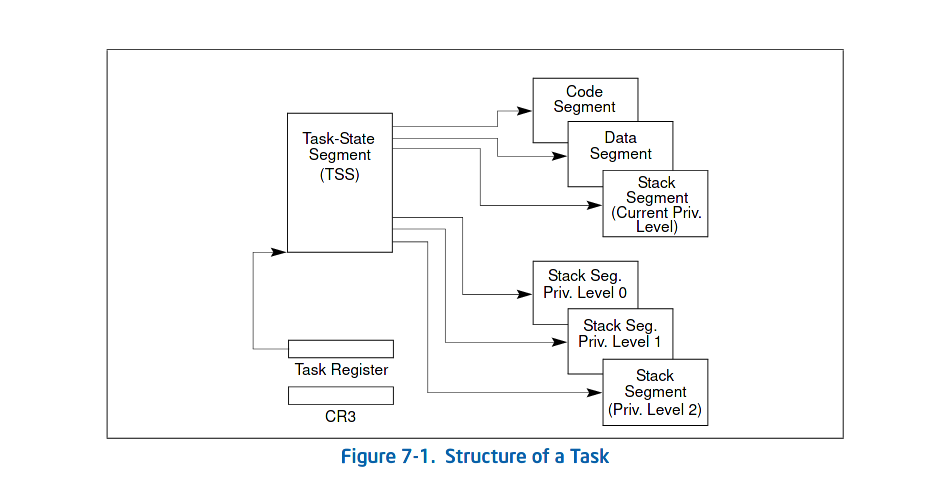 Code
Segment
Task-State
Segment
(TSS)
Data
Segment
Stack
Segment
(Current Priv.
Level)
Stack Seg.
Priv. Level 0
Stack Seg.
Priv. Level 1
Task Register
Stack
Segment
(Priv. Level 2)
CR3
Figure 7-1. Structure of a Task